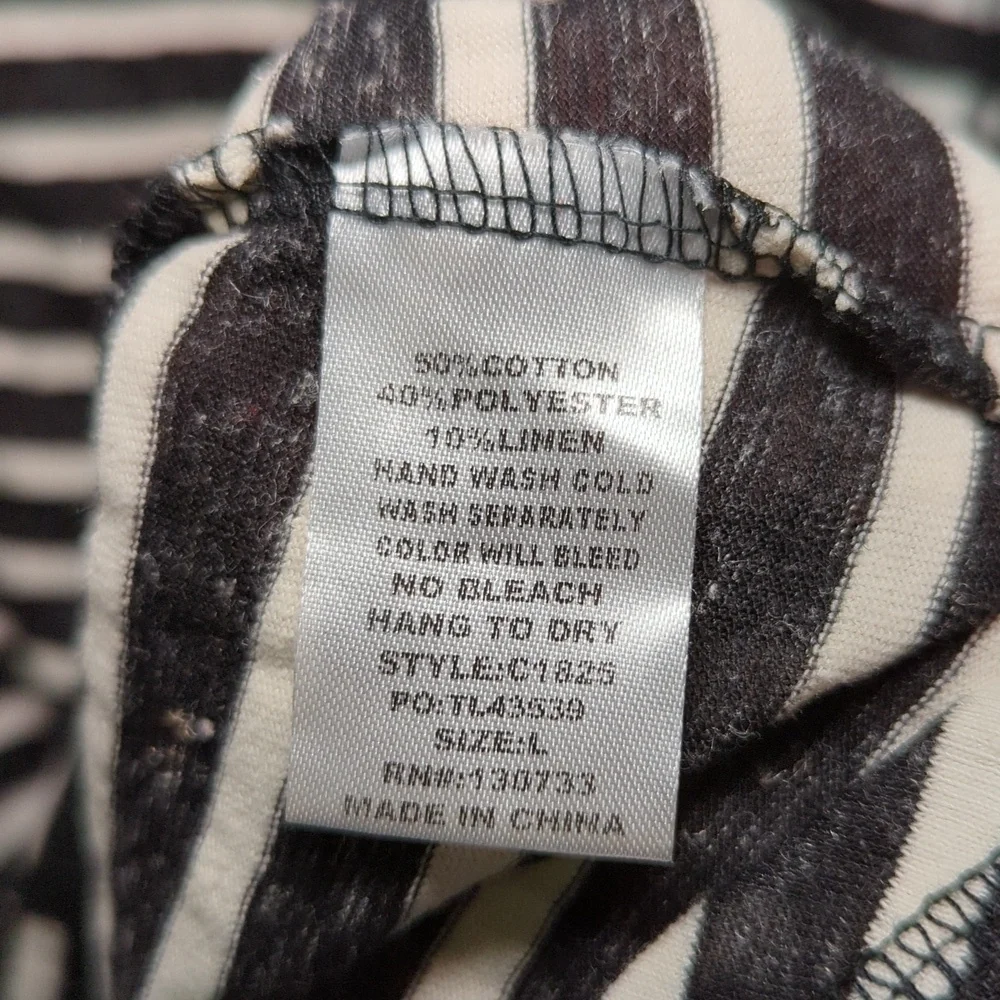 50%COTTON
40%POLYESTER
10%LINEN
HAND WASH COLD
WASH SEPARATELY
COLOR WILL BLEED
NO BLEACH
HANG TO DRY
STYLE:C1825
PO:TL43539
SIZE:L
RN#:130733
MADE IN CHINA